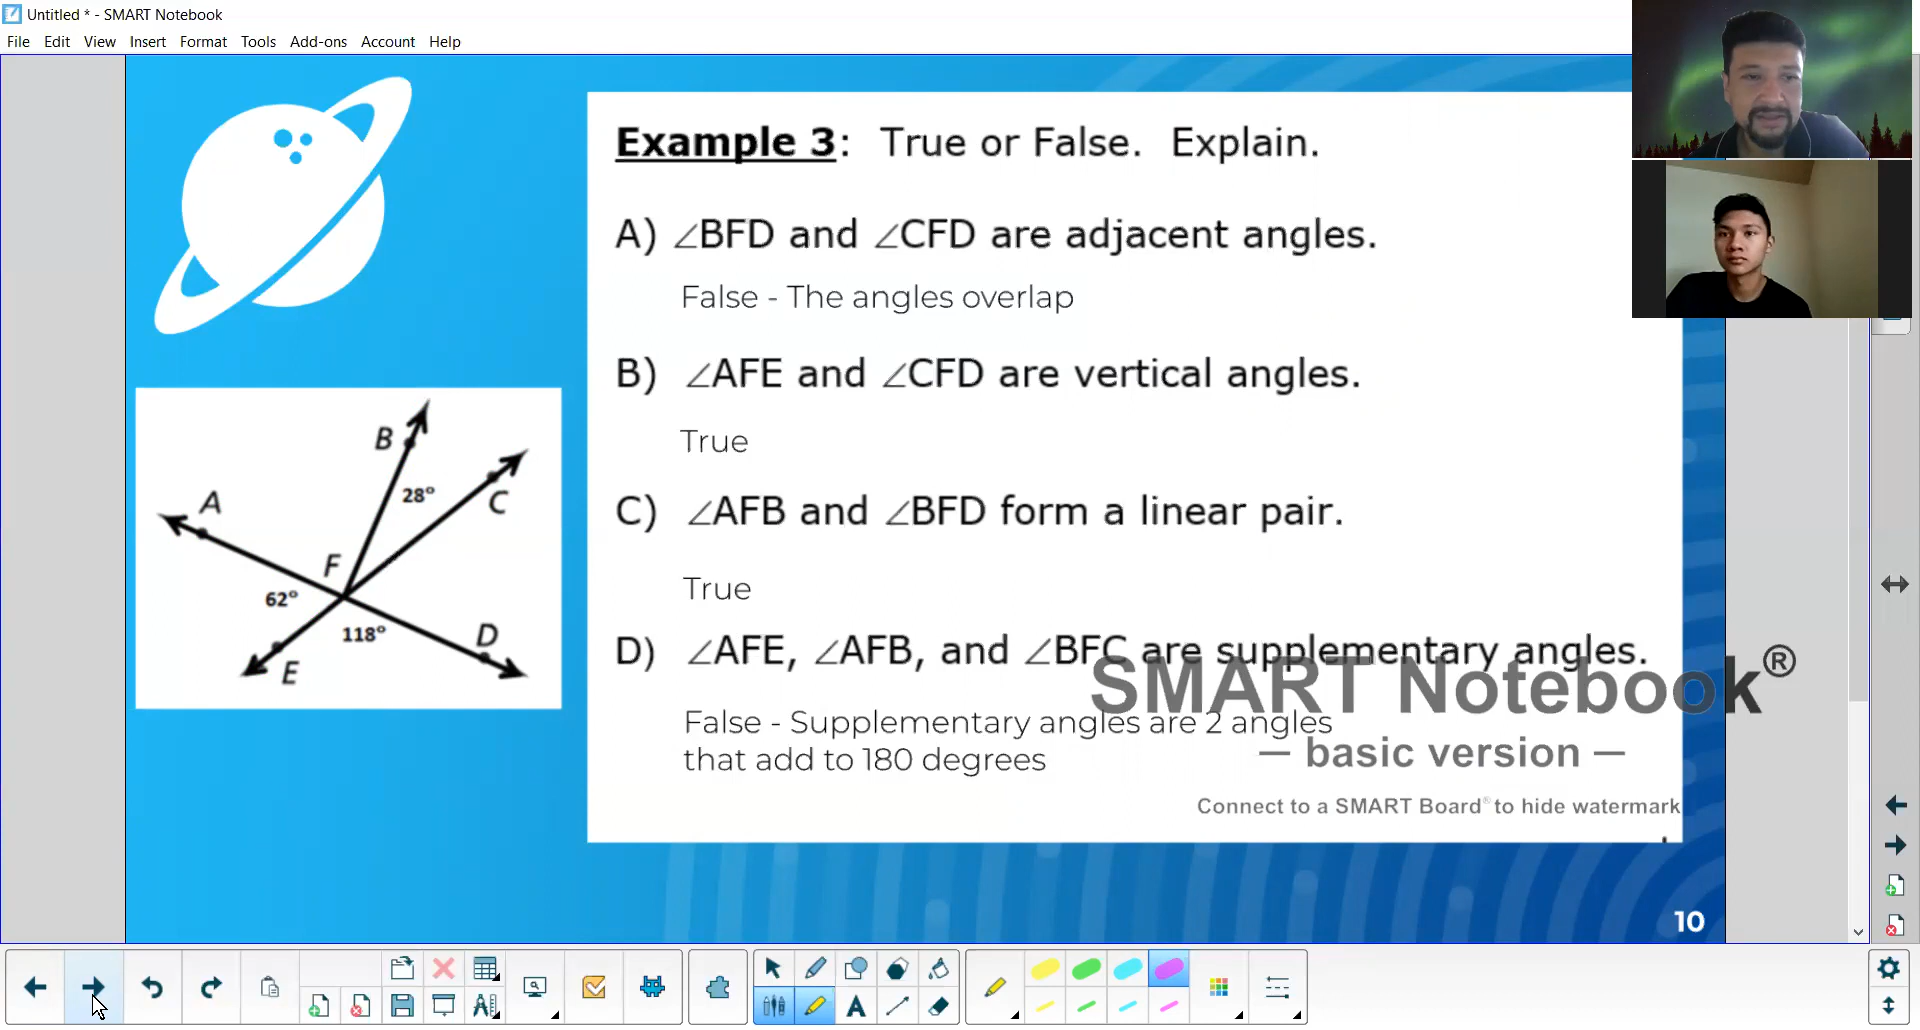 Untitled * - SMART Notebook
File Edit View Insert Format Tools Add-ons Account Help
Example 3: True or False. Explain.
A) ∠BFD and ∠CFD are adjacent angles.
False - The angles overlap
B) ∠AFE and ∠CFD are vertical angles.
True
C) ∠AFB and ∠BFD form a linear pair.
True
D) ∠AFE, ∠AFB, and ∠BFC are supplementary angles.
False - Supplementary angles are 2 angles
that add to 180 degrees
B
28°
C
A
F
62°
118°
D
E
SMART Notebook®
— basic version —
Connect to a SMART Board® to hide watermark
10
A